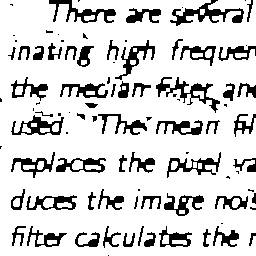 There are several
inating high frequen
the median filter an
used. The mean fil
replaces the pixel va
duces the image nois
filter calculates the